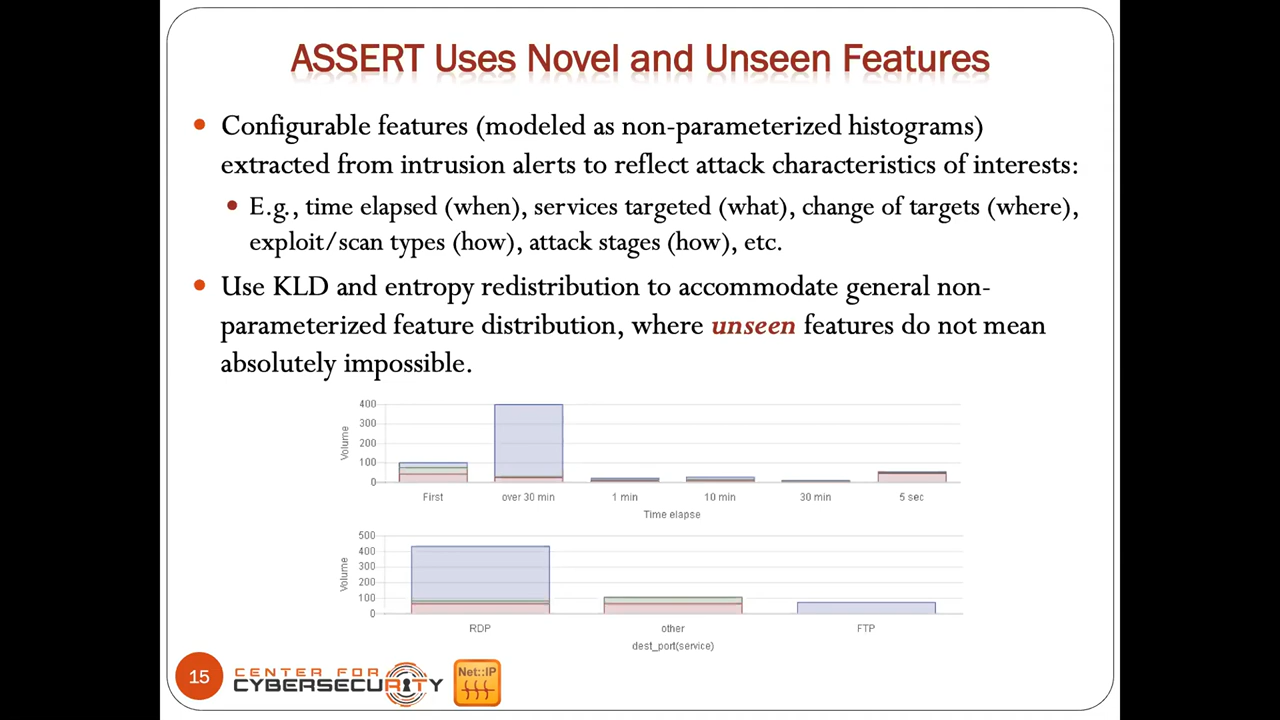 ASSERT Uses Novel and Unseen Features
• Configurable features (modeled as non-parameterized histograms)
extracted from intrusion alerts to reflect attack characteristics of interests:
• E.g., time elapsed (when), services targeted (what), change of targets (where),
exploit/scan types (how), attack stages (how), etc.
• Use KLD and entropy redistribution to accommodate general non-
parameterized feature distribution, where unseen features do not mean
absolutely impossible.
400
300
200
100
0
Volume
First over 30 min 1 min 10 min 30 min 5 sec
Time elapse
500
400
300
200
100
0
Volume
RDP other FTP
dest_port(service)
15
CENTER FOR
CYBERSECURITY
Net::IP